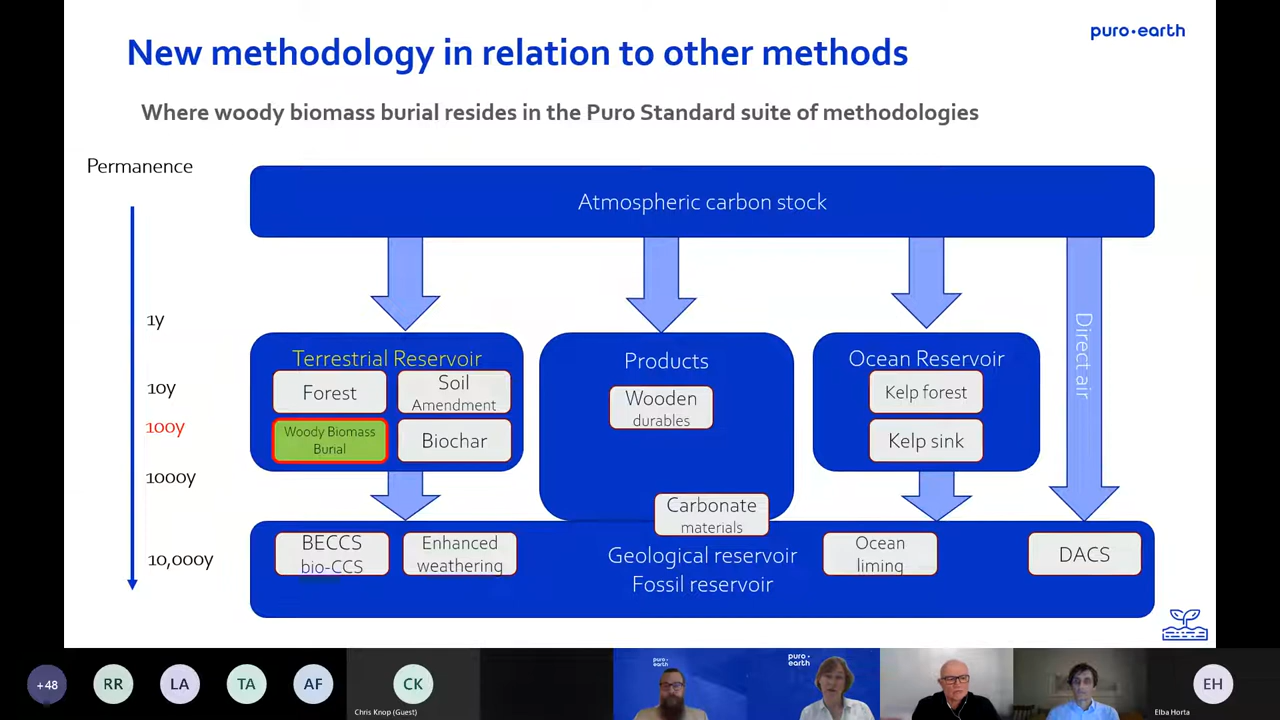 puro·earth
New methodology in relation to other methods
Where woody biomass burial resides in the Puro Standard suite of methodologies
Permanence
1y
10y
100y
1000y
10,000y
Atmospheric carbon stock
Direct air
Terrestrial Reservoir
Forest
Soil
Amendment
Woody Biomass
Burial
Biochar
Products
Wooden
durables
Carbonate
materials
Ocean Reservoir
Kelp forest
Kelp sink
BECCS
bio-CCS
Enhanced
weathering
Geological reservoir
Fossil reservoir
Ocean
liming
DACS
+48
RR
LA
TA
AF
CK
Chris Knop (Guest)
puro·earth
puro·
earth
EH
Elba Horta